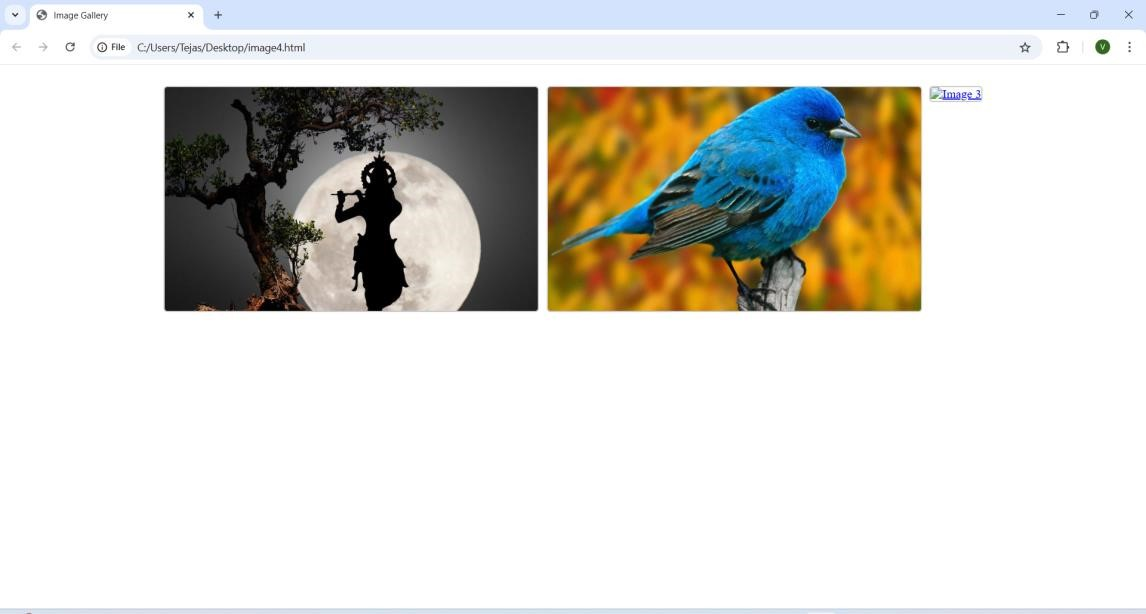 Image Gallery
File
C:/Users/Tejas/Desktop/image4.html
V
Image 3